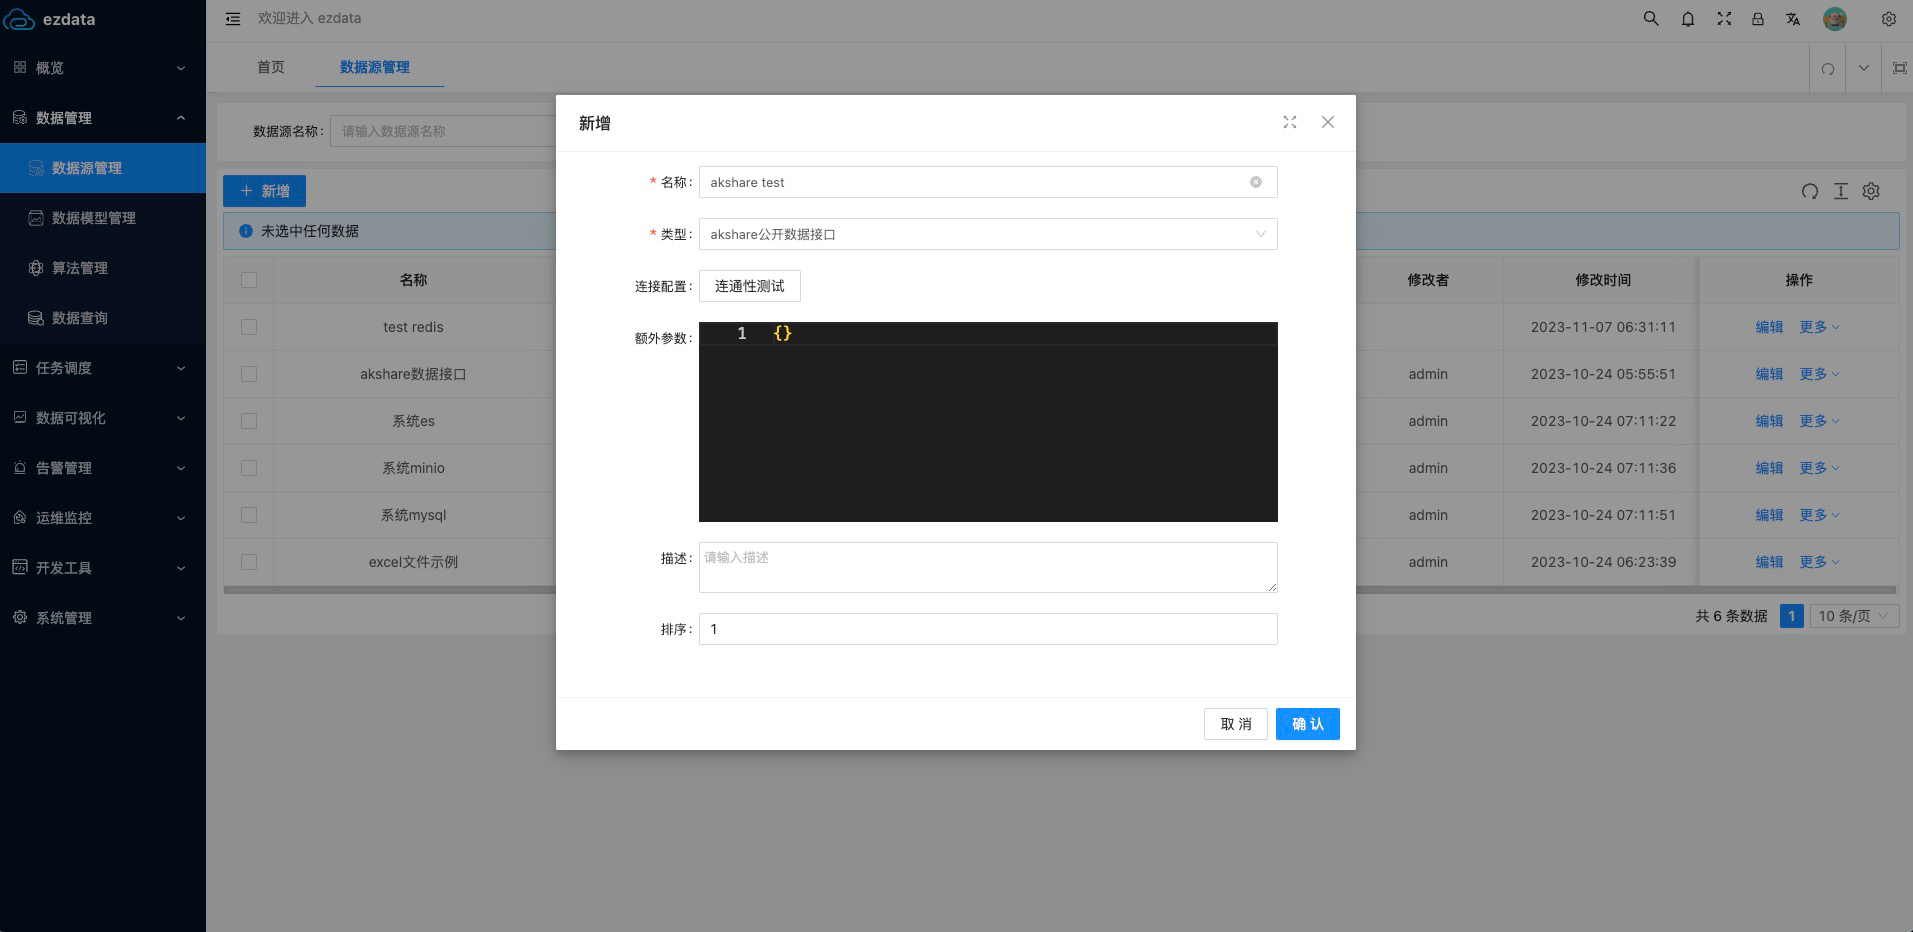 ezdata
欢迎进入 ezdata
概览
数据管理
数据源管理
数据模型管理
算法管理
数据查询
任务调度
数据可视化
告警管理
运维监控
开发工具
系统管理
首页 数据源管理
数据源名称: 请输入数据源名称
新增
未选中任何数据
名称 修改者 修改时间 操作
test redis 2023-11-07 06:31:11 编辑 更多
akshare数据接口 admin 2023-10-24 05:55:51 编辑 更多
系统es admin 2023-10-24 07:11:22 编辑 更多
系统minio admin 2023-10-24 07:11:36 编辑 更多
系统mysql admin 2023-10-24 07:11:51 编辑 更多
excel文件示例 admin 2023-10-24 06:23:39 编辑 更多
共 6 条数据 1 10 条/页
新增
* 名称: akshare test
* 类型: akshare公开数据接口
连接配置: 连通性测试
额外参数: 1 {}
描述: 请输入描述
排序: 1
取 消 确 认